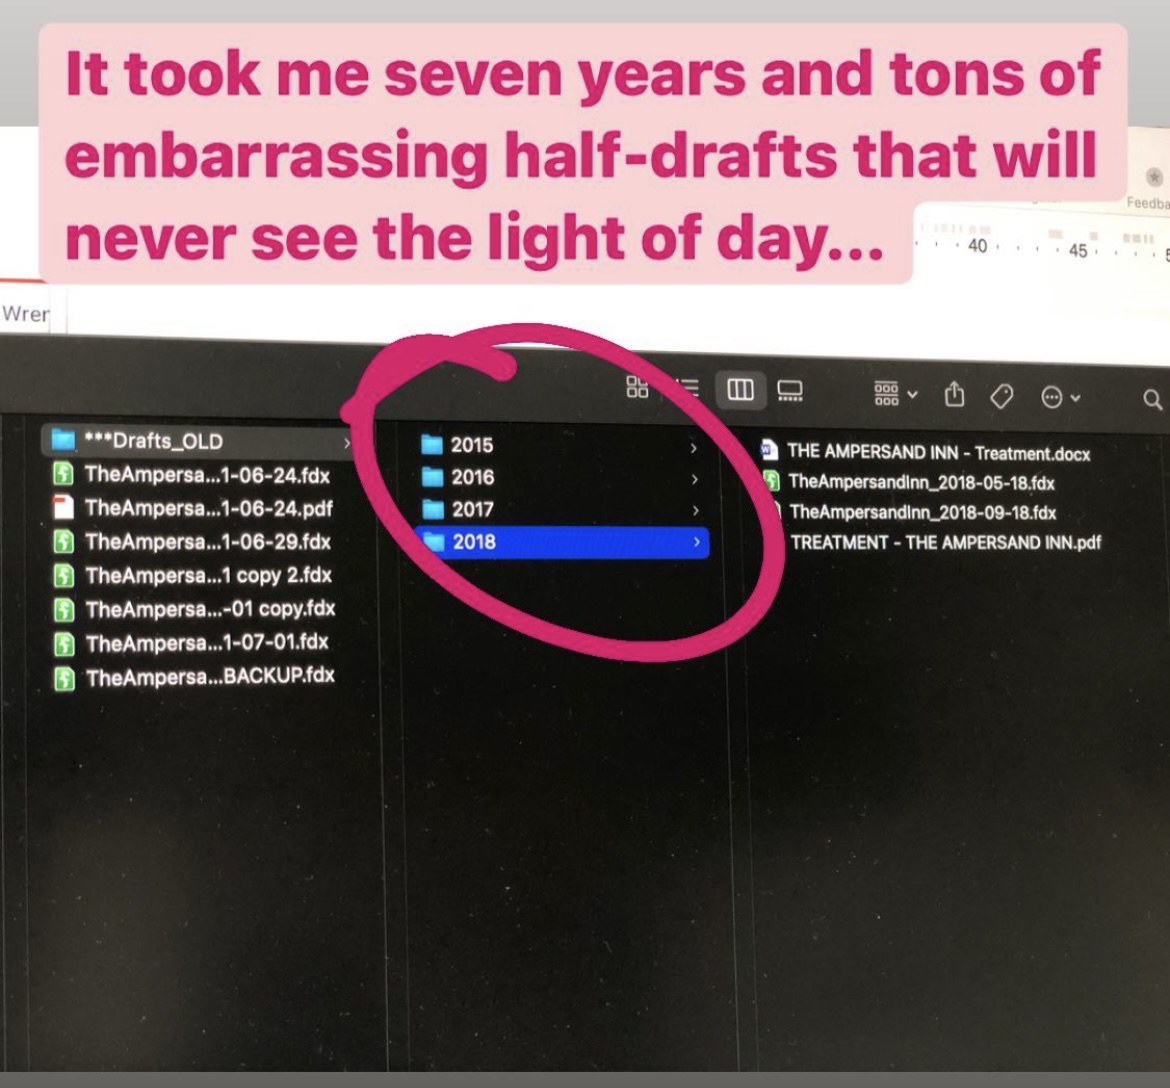 It took me seven years and tons of
embarrassing half-drafts that will
never see the light of day...
40
45
Wren
***Drafts_OLD
TheAmpersa...1-06-24.fdx
TheAmpersa...1-06-24.pdf
TheAmpersa...1-06-29.fdx
TheAmpersa...1 copy 2.fdx
TheAmpersa...-01 copy.fdx
TheAmpersa...1-07-01.fdx
TheAmpersa...BACKUP.fdx
2015
2016
2017
2018
THE AMPERSAND INN - Treatment.docx
TheAmpersandInn_2018-05-18.fdx
TheAmpersandInn_2018-09-18.fdx
TREATMENT - THE AMPERSAND INN.pdf